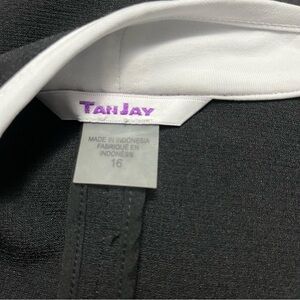 TANJAY
MADE IN INDONESIA
FABRIQUÉ EN
INDONÉSIE
16